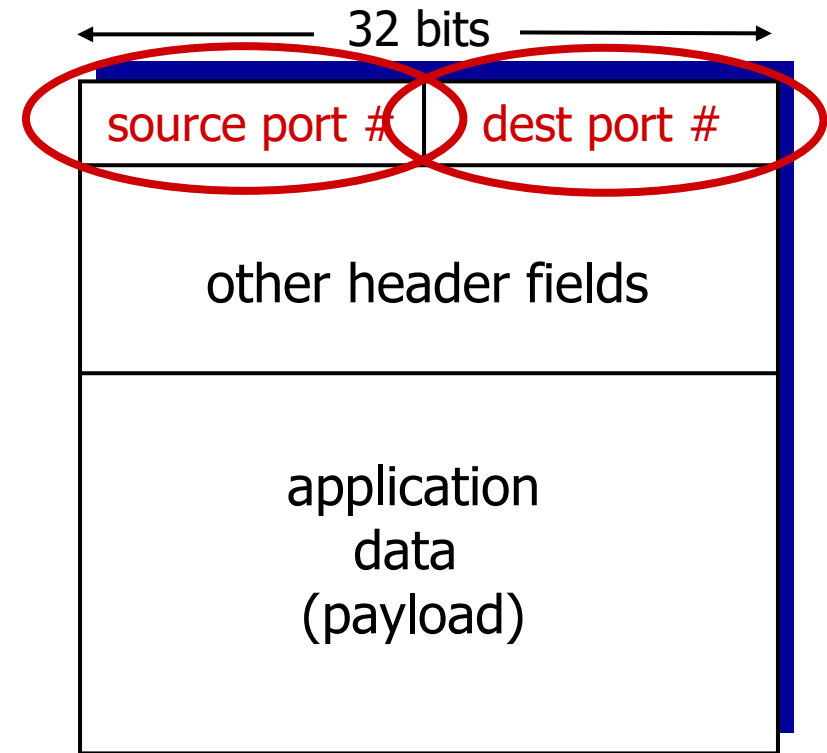 32 bits
source port # dest port #
other header fields
application
data
(payload)